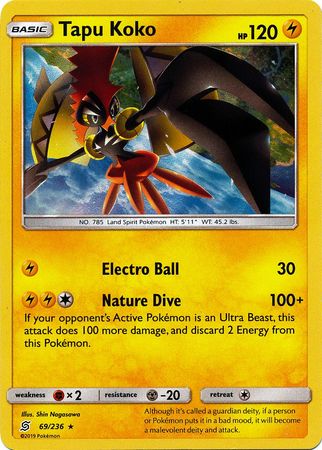 BASIC Tapu Koko HP 120
NO. 785 Land Spirit Pokémon HT: 5'11" WT: 45.2 lbs.
Electro Ball 30
Nature Dive 100+
If your opponent's Active Pokémon is an Ultra Beast, this
attack does 100 more damage, and discard 2 Energy from
this Pokémon.
weakness × 2 resistance -20 retreat
Illus. Shin Nagasawa
69/236 ★
©2019 Pokémon
Although it's called a guardian deity, if a person
or Pokémon puts it in a bad mood, it will become
a malevolent deity and attack.